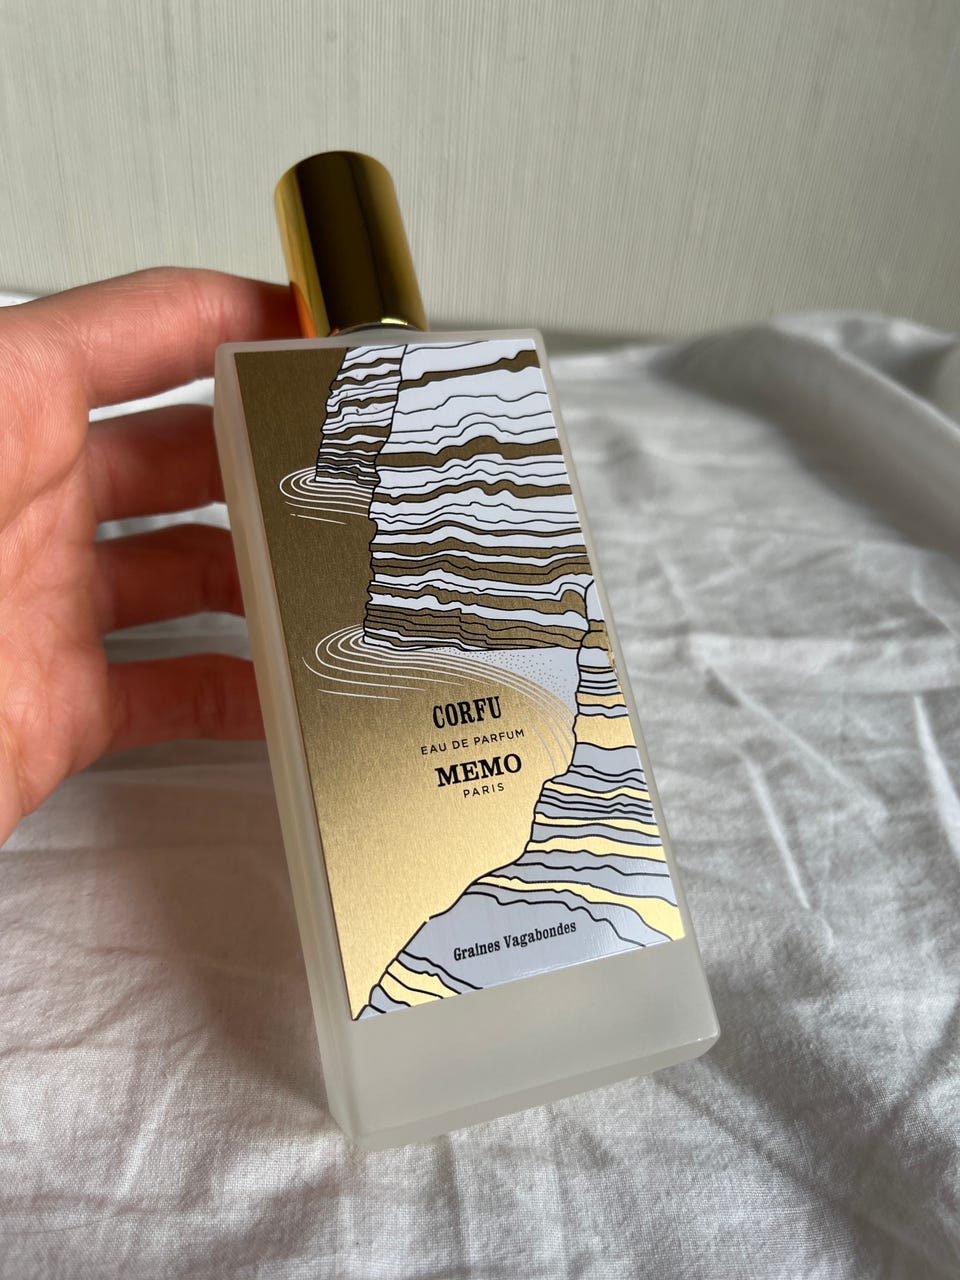 CORFU
EAU DE PARFUM
MEMO
PARIS
Graines Vagabondes